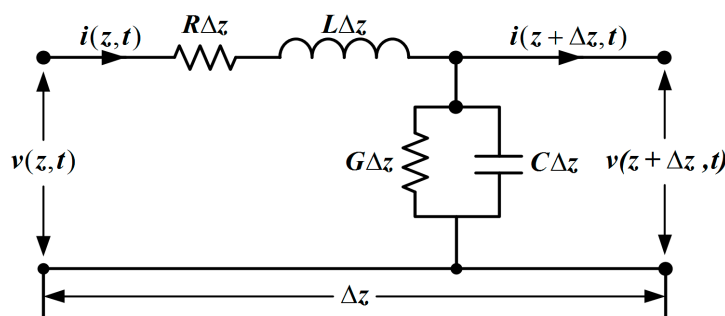 i(z,t)
RΔz
LΔz
i(z + Δz,t)
v(z,t)
GΔz
CΔz
v(z + Δz ,t)
Δz